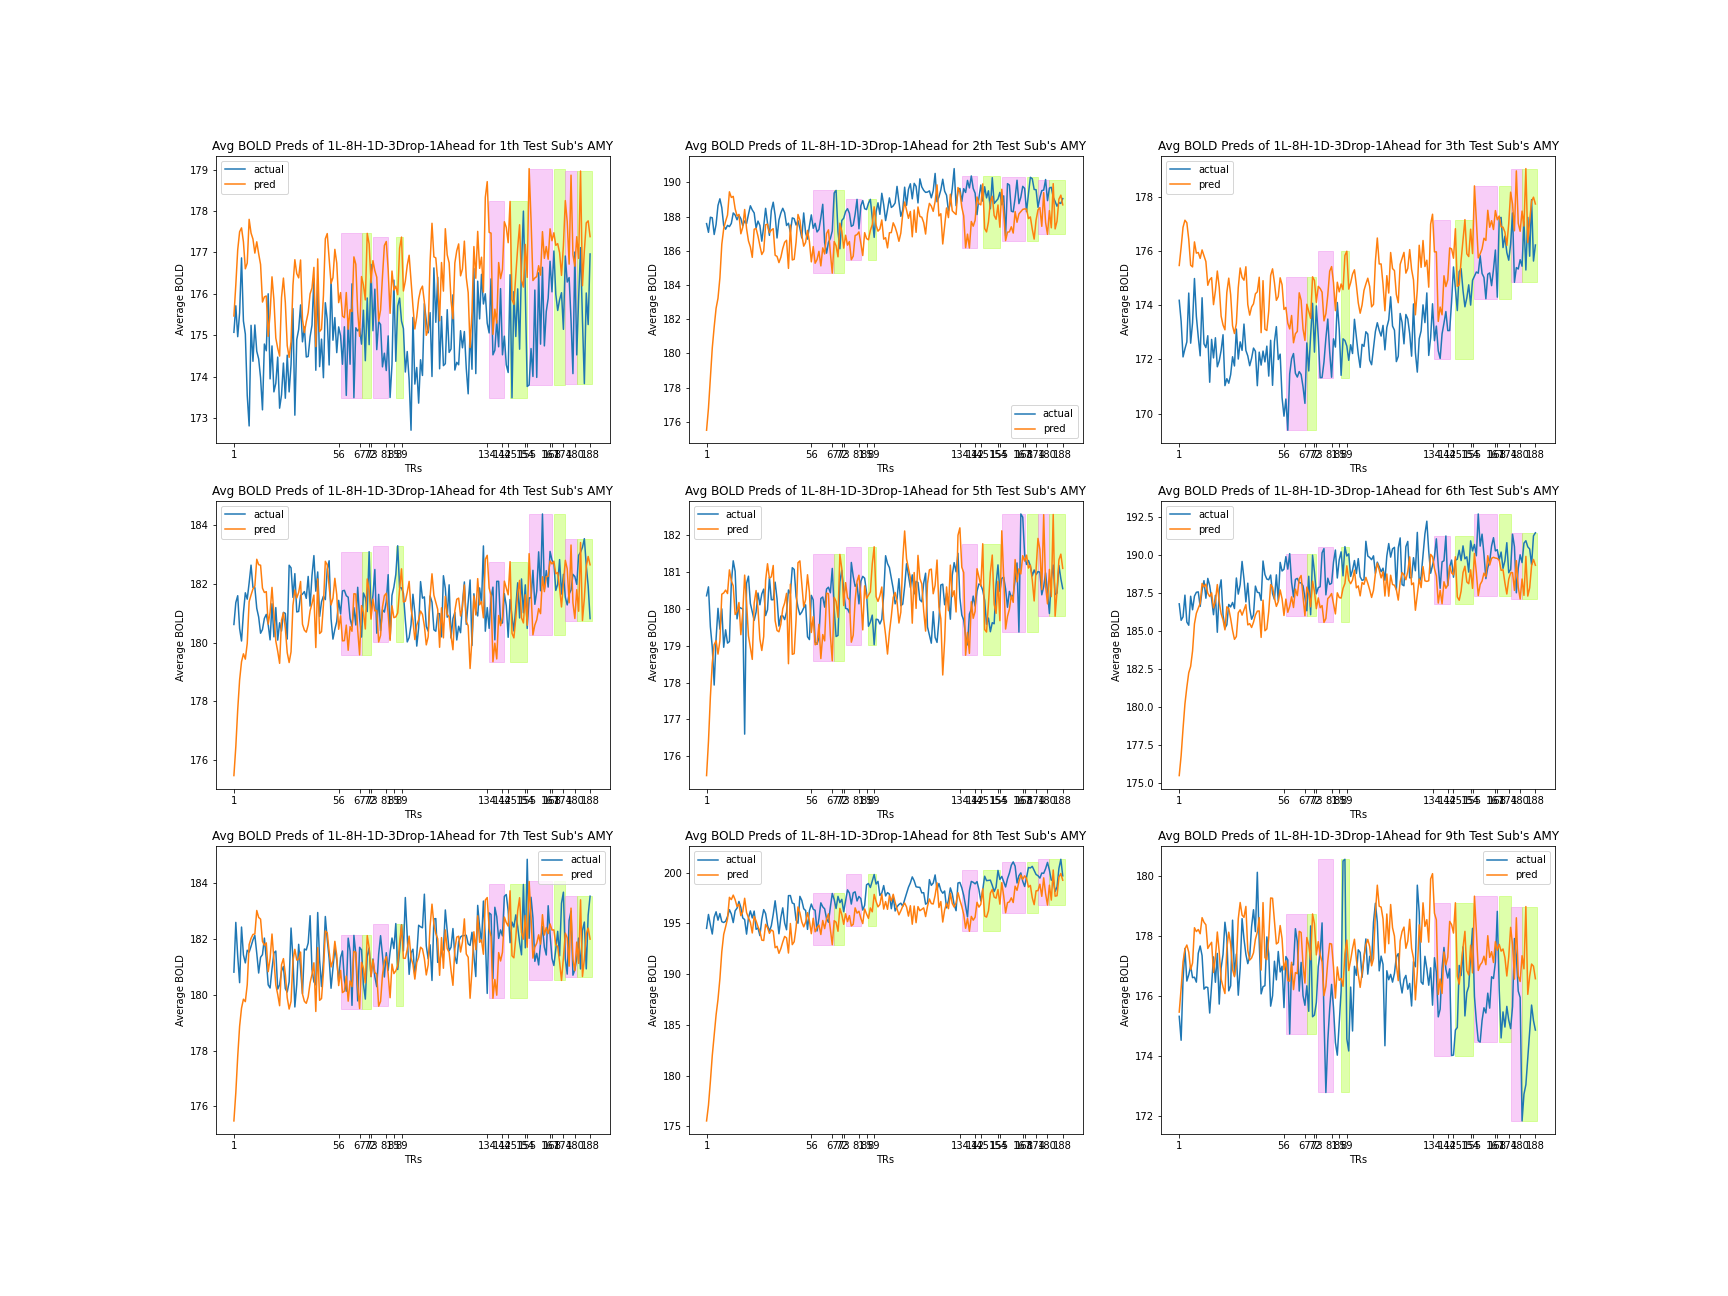 Avg BOLD Preds of 1L-8H-1D-3Drop-1Ahead for 1th Test Sub's AMY
actual
pred
179
178
177
176
175
174
173
Average BOLD
1 56
TRs
Avg BOLD Preds of 1L-8H-1D-3Drop-1Ahead for 2th Test Sub's AMY
190
188
186
184
182
180
178
176
Average BOLD
actual
pred
1 56
TRs
Avg BOLD Preds of 1L-8H-1D-3Drop-1Ahead for 3th Test Sub's AMY
actual
pred
178
176
174
172
170
Average BOLD
1 56
TRs
Avg BOLD Preds of 1L-8H-1D-3Drop-1Ahead for 4th Test Sub's AMY
actual
pred
184
182
180
178
176
Average BOLD
1 56
TRs
Avg BOLD Preds of 1L-8H-1D-3Drop-1Ahead for 5th Test Sub's AMY
actual
pred
182
181
180
179
178
177
176
Average BOLD
1 56
TRs
Avg BOLD Preds of 1L-8H-1D-3Drop-1Ahead for 6th Test Sub's AMY
actual
pred
192.5
190.0
187.5
185.0
182.5
180.0
177.5
175.0
Average BOLD
1 56
TRs
Avg BOLD Preds of 1L-8H-1D-3Drop-1Ahead for 7th Test Sub's AMY
actual
pred
184
182
180
178
176
Average BOLD
1 56
TRs
Avg BOLD Preds of 1L-8H-1D-3Drop-1Ahead for 8th Test Sub's AMY
actual
pred
200
195
190
185
180
175
Average BOLD
1 56
TRs
Avg BOLD Preds of 1L-8H-1D-3Drop-1Ahead for 9th Test Sub's AMY
actual
pred
180
178
176
174
172
Average BOLD
1 56
TRs